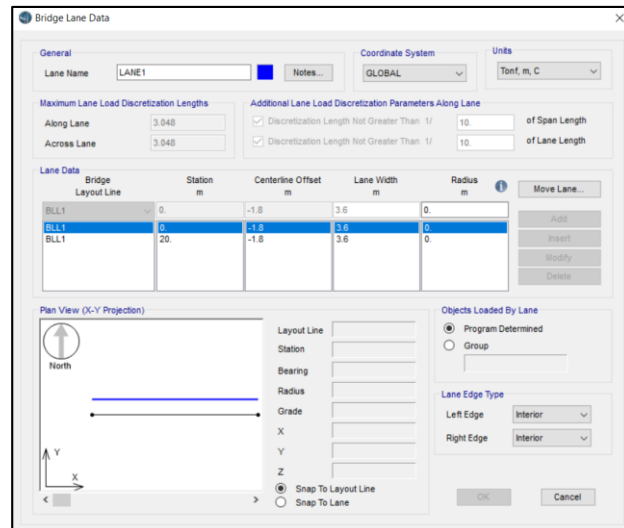 Bridge Lane Data
General
Lane Name LANE1 Notes...
Coordinate System
GLOBAL
Units
Tonf, m, C
Maximum Lane Load Discretization Lengths
Along Lane 3.048
Across Lane 3.048
Additional Lane Load Discretization Parameters Along Lane
Discretization Length Not Greater Than 1/ 10. of Span Length
Discretization Length Not Greater Than 1/ 10. of Lane Length
Lane Data
Bridge Station Centerline Offset Lane Width Radius
Layout Line m m m m
Move Lane...
BLL1 0. -1.8 3.6 0.
BLL1 0. -1.8 3.6 0.
BLL1 20. -1.8 3.6 0.
Add
Insert
Modify
Delete
Plan View (X-Y Projection)
North
Y
X
Layout Line
Station
Bearing
Radius
Grade
X
Y
Z
Snap To Layout Line
Snap To Lane
Objects Loaded By Lane
Program Determined
Group
Lane Edge Type
Left Edge Interior
Right Edge Interior
OK Cancel